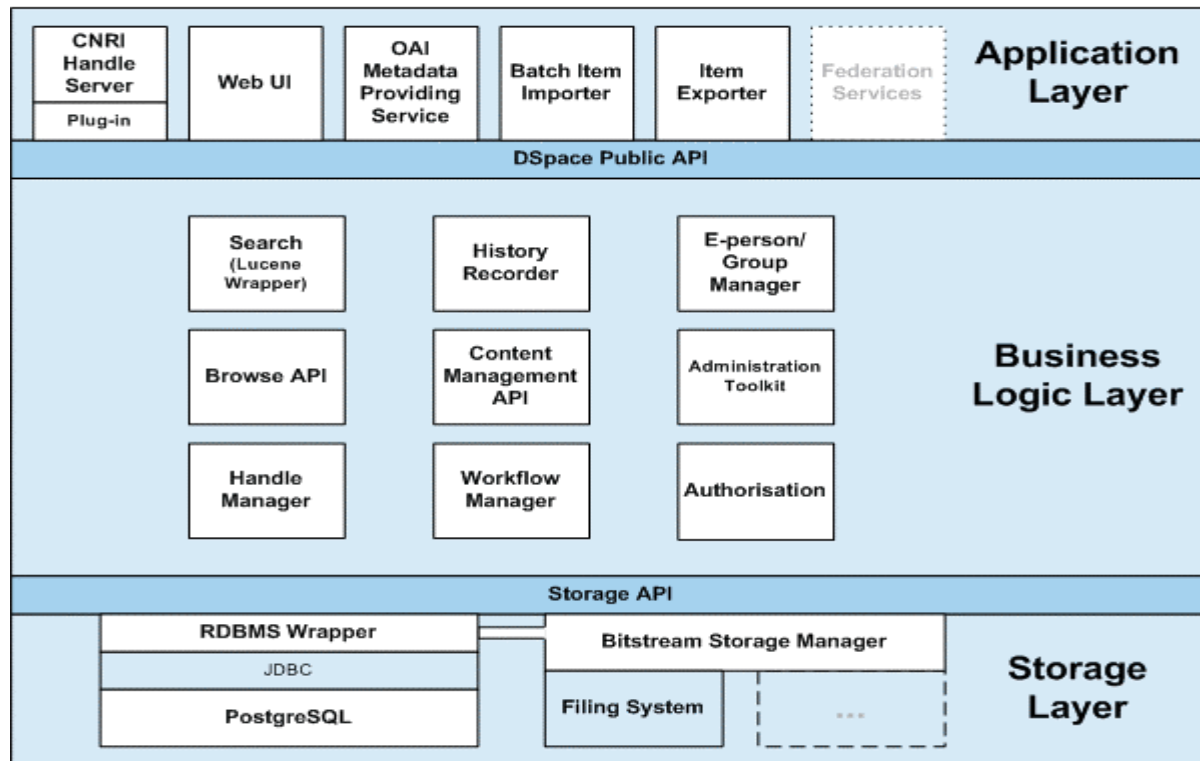 CNRI
Handle
Server
Plug-in
Web UI
OAI
Metadata
Providing
Service
Batch Item
Importer
Item
Exporter
Federation
Services
Application
Layer
DSpace Public API
Search
(Lucene
Wrapper)
History
Recorder
E-person/
Group
Manager
Browse API
Content
Management
API
Administration
Toolkit
Business
Logic Layer
Handle
Manager
Workflow
Manager
Authorisation
Storage API
RDBMS Wrapper
JDBC
PostgreSQL
Bitstream Storage Manager
Filing System
...
Storage
Layer